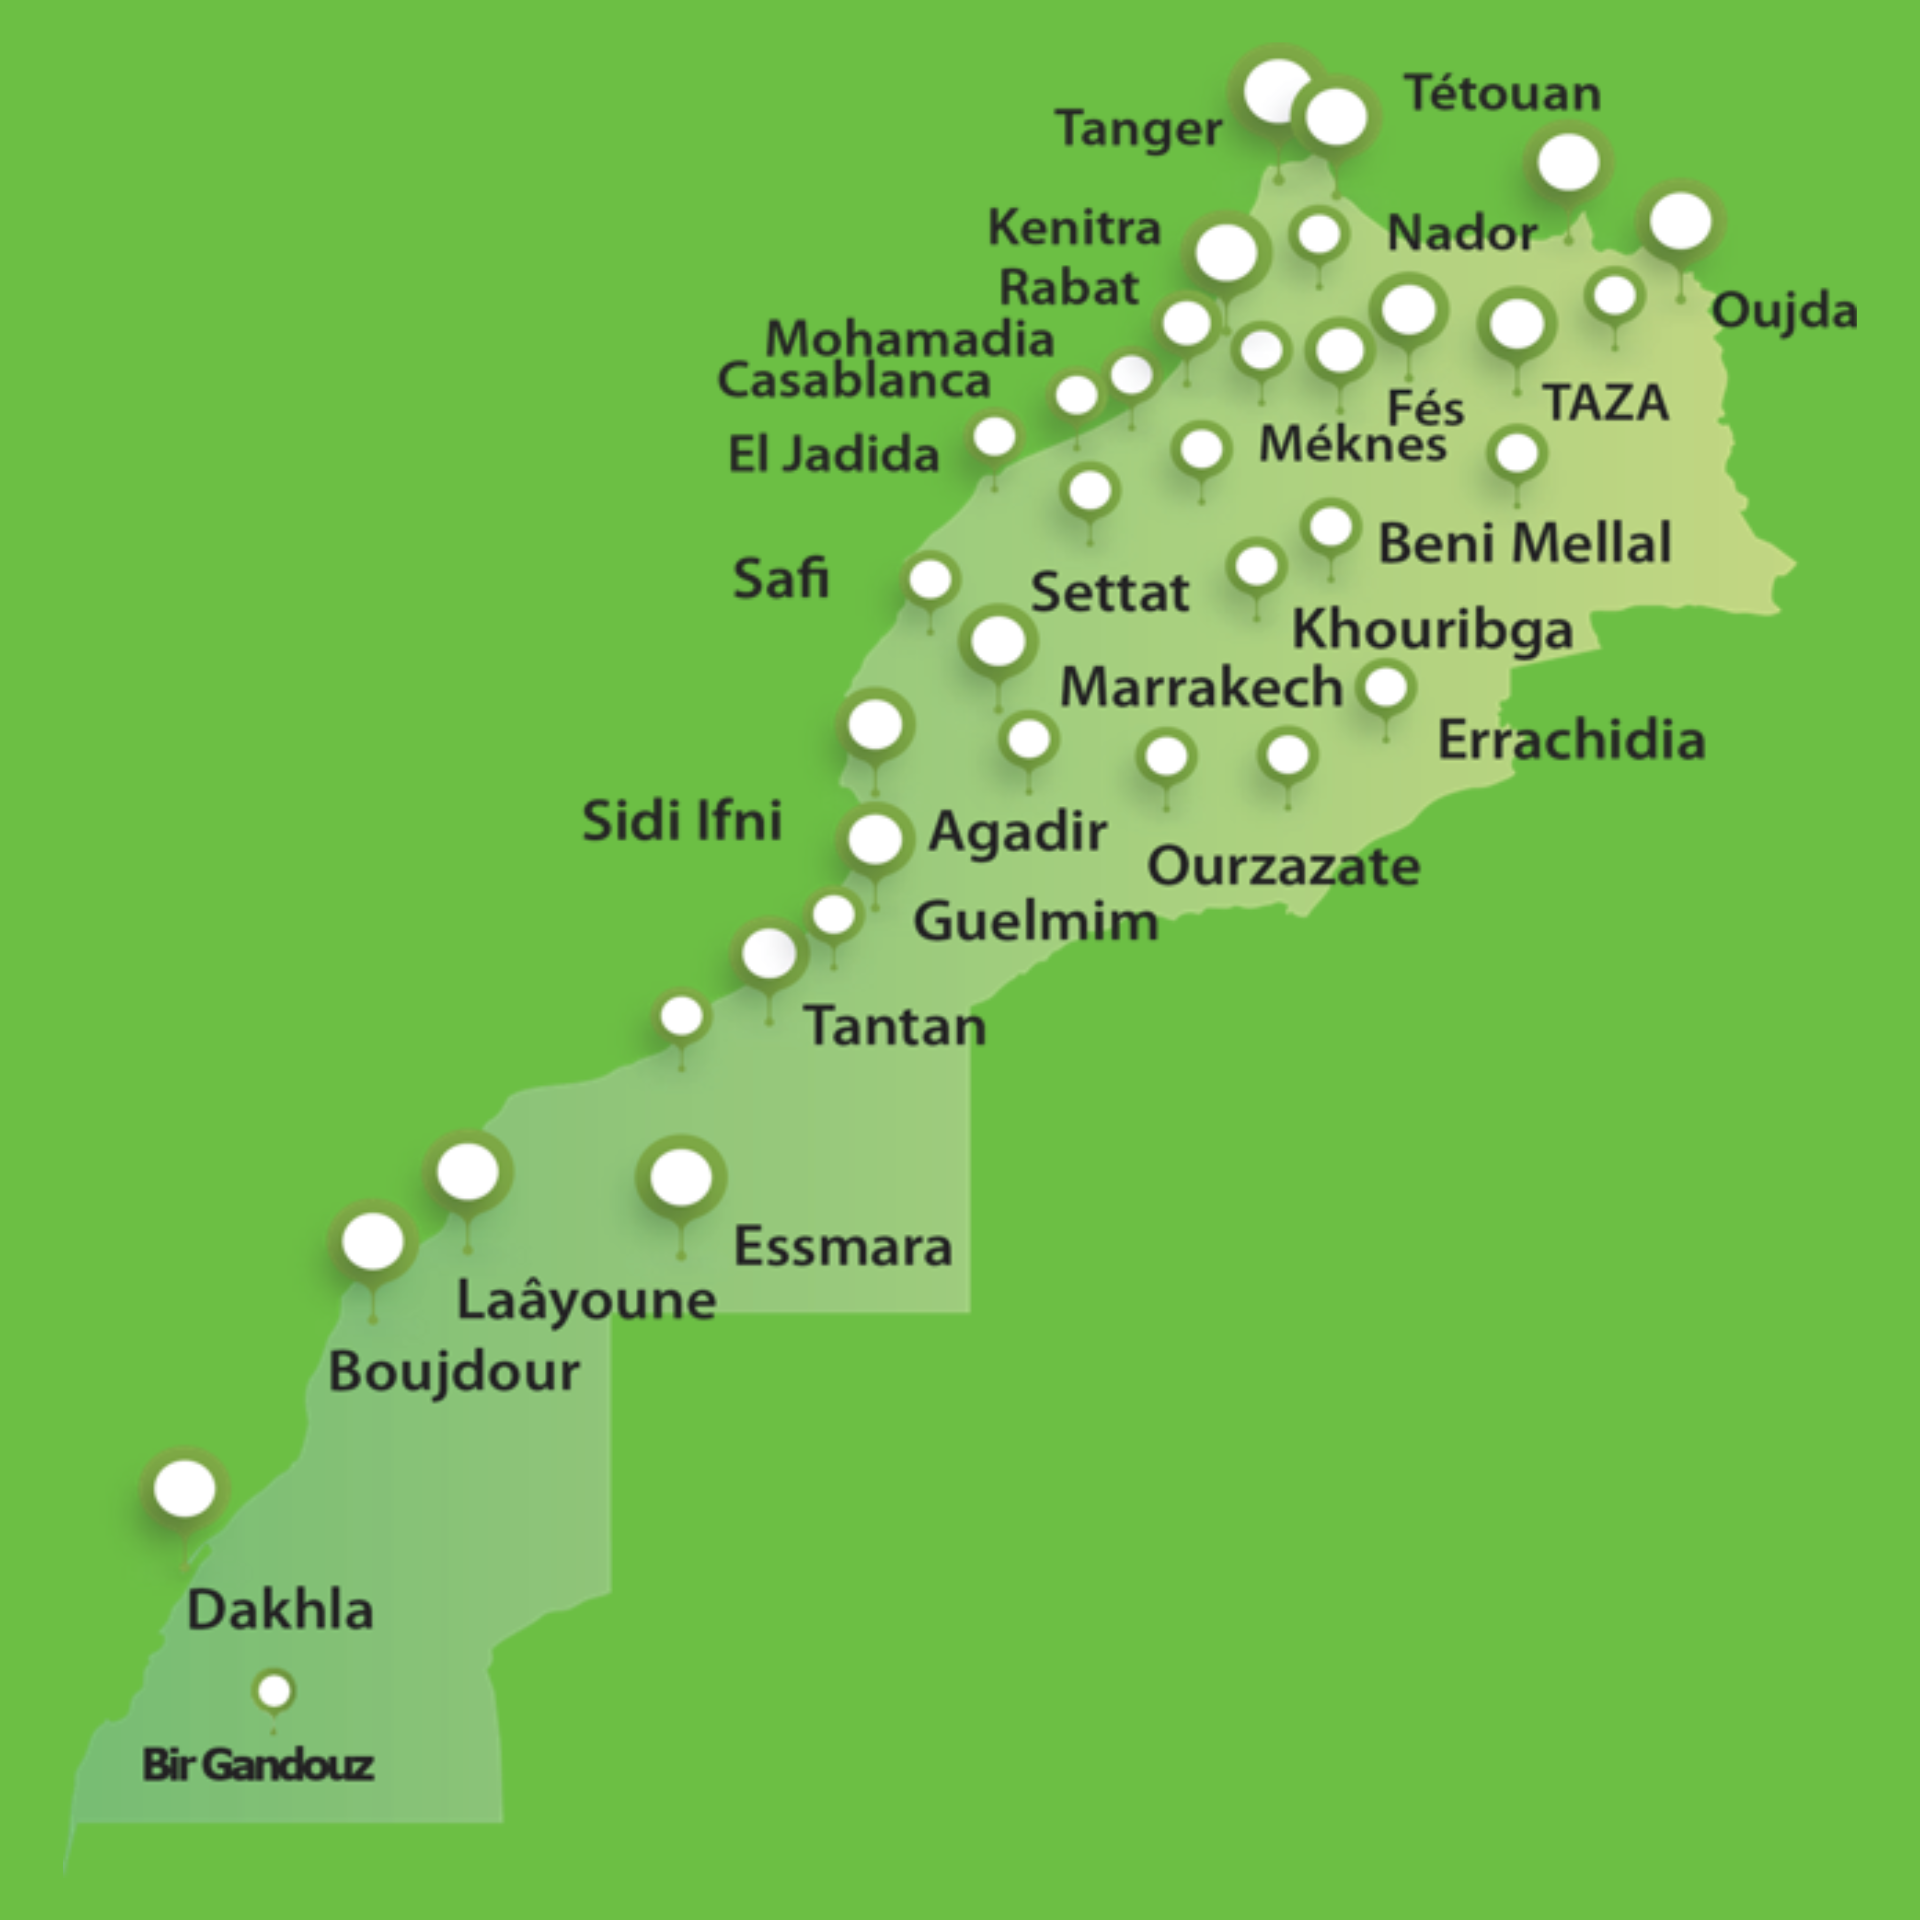 Tétouan
Tanger
Kenitra
Nador
Rabat
Oujda
Mohamadia
Casablanca
Fés
TAZA
Méknes
El Jadida
Beni Mellal
Safi
Settat
Khouribga
Marrakech
Errachidia
Sidi Ifni
Agadir
Ourzazate
Guelmim
Tantan
Essmara
Laâyoune
Boujdour
Dakhla
Bir Gandouz